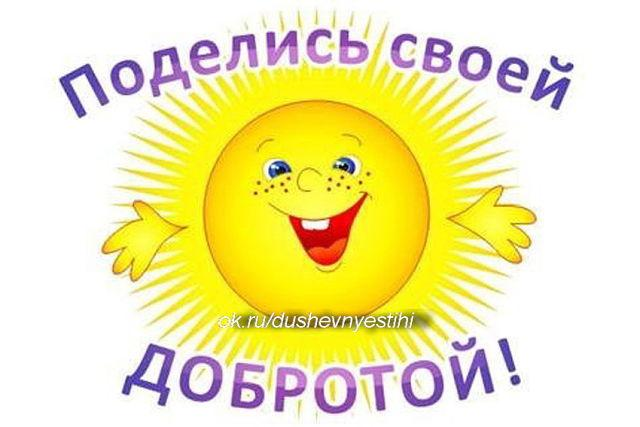 Поделись своей
ok.ru/dushevnyestihi
ДОБРОТОЙ!